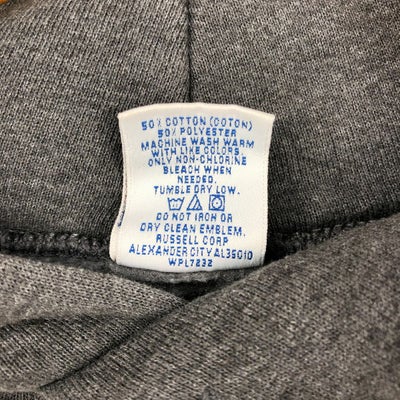 50% COTTON (COTON)
50% POLYESTER
MACHINE WASH WARM
WITH LIKE COLORS
ONLY NON-CHLORINE
BLEACH WHEN
NEEDED.
TUMBLE DRY LOW.
DO NOT IRON OR
DRY CLEAN EMBLEM.
RUSSELL CORP
ALEXANDER CITY AL35010
WPL7232